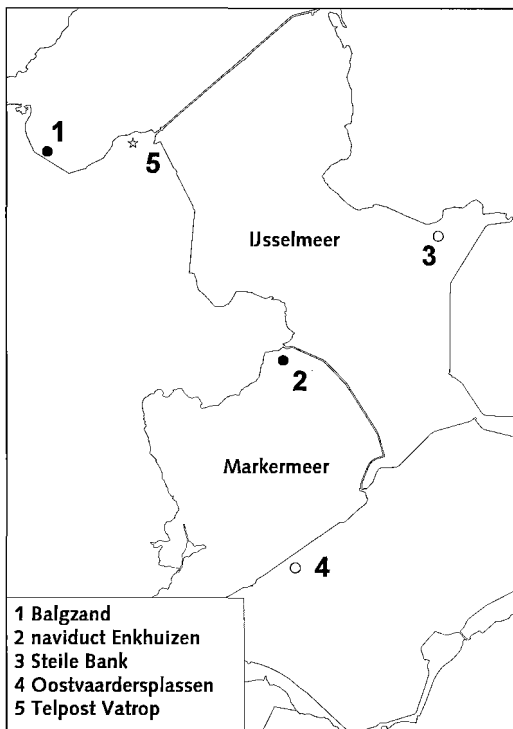 1
5
IJsselmeer
3
2
Markermeer
4
1 Balgzand
2 naviduct Enkhuizen
3 Steile Bank
4 Oostvaardersplassen
5 Telpost Vatrop